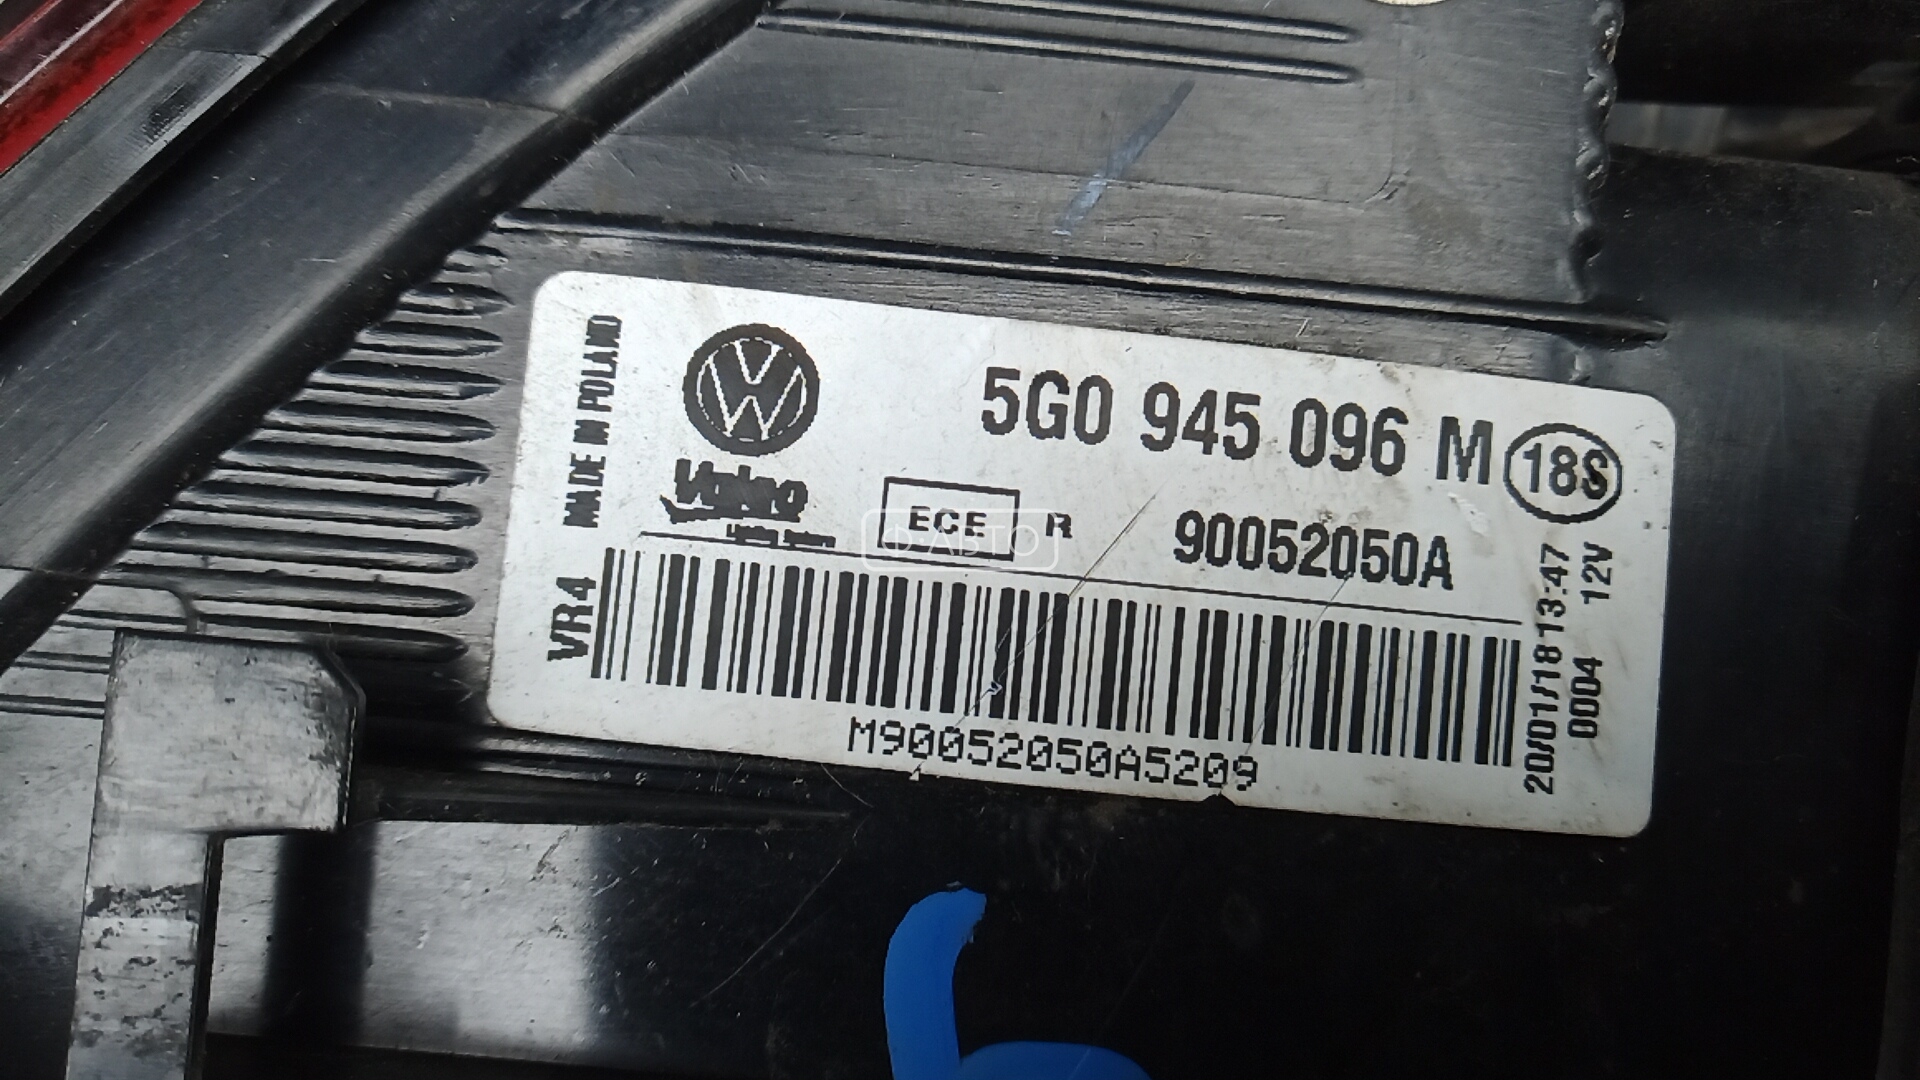 MADE IN POLAND
5G0 945 096 M 18S
Valeo
ECE R 90052050A
Ф-АВТО
VR4
20/01/18 13:47
0004 12V
M90052050A5209